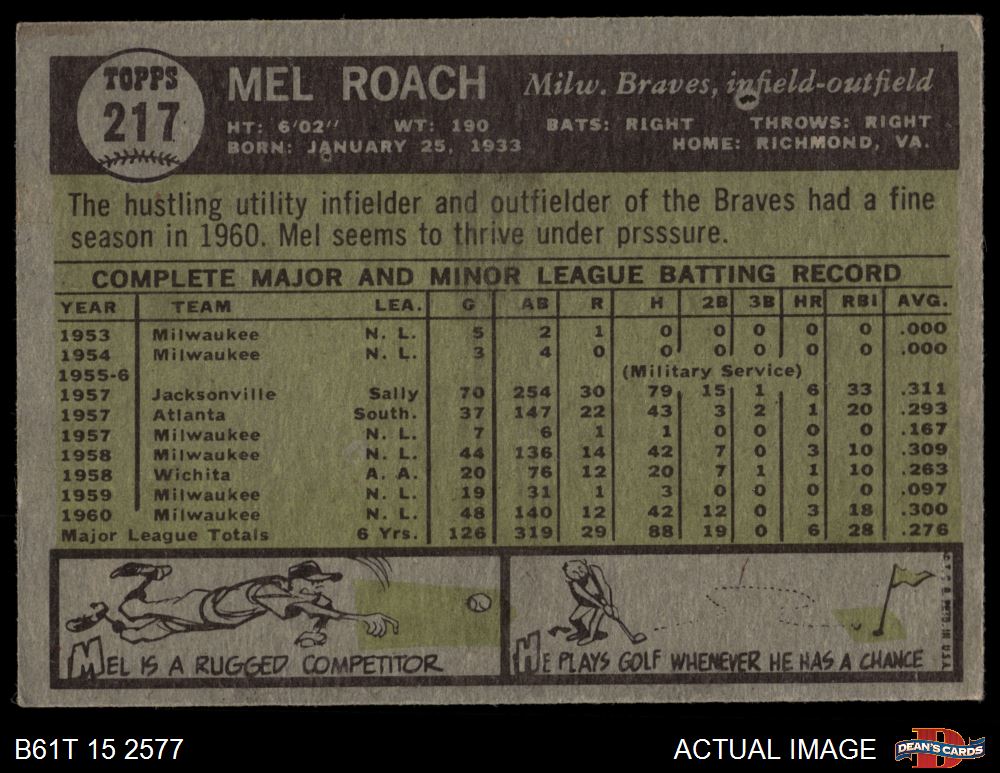 TOPPS
217
MEL ROACH Milw. Braves, infield-outfield
HT: 6'02" WT: 190 BATS: RIGHT THROWS: RIGHT
BORN: JANUARY 25, 1933 HOME: RICHMOND, VA.
The hustling utility infielder and outfielder of the Braves had a fine
season in 1960. Mel seems to thrive under prsssure.
COMPLETE MAJOR AND MINOR LEAGUE BATTING RECORD
YEAR TEAM LEA. G AB R H 2B 3B HR RBI AVG.
1953 Milwaukee N. L. 5 2 1 0 0 0 0 0 .000
1954 Milwaukee N. L. 3 4 0 0 0 0 0 0 .000
1955-6 (Military Service)
1957 Jacksonville Sally 70 254 30 79 15 1 6 33 .311
1957 Atlanta South. 37 147 22 43 3 2 1 20 .293
1957 Milwaukee N. L. 7 6 1 1 0 0 0 0 .167
1958 Milwaukee N. L. 44 136 14 42 7 0 3 10 .309
1958 Wichita A. A. 20 76 12 20 7 1 1 10 .263
1959 Milwaukee N. L. 19 31 1 3 0 0 0 0 .097
1960 Milwaukee N. L. 48 140 12 42 12 0 3 18 .300
Major League Totals 6 Yrs. 126 319 29 88 19 0 6 28 .276
MEL IS A RUGGED COMPETITOR
HE PLAYS GOLF WHENEVER HE HAS A CHANCE
© T.C.G. PRTD. IN U.S.A.
B61T 15 2577
ACTUAL IMAGE
DEAN'S CARDS